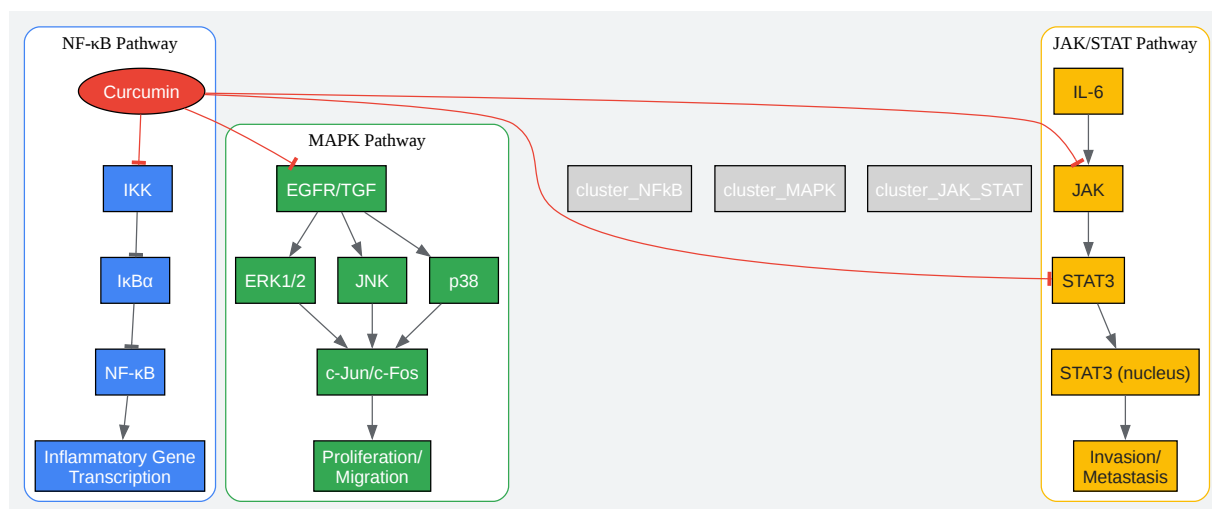 NF-κB Pathway
Curcumin
IKK
IκBα
NF-κB
Inflammatory Gene
Transcription
MAPK Pathway
EGFR/TGF
ERK1/2
JNK
p38
c-Jun/c-Fos
Proliferation/
Migration
cluster_NFkB
cluster_MAPK
cluster_JAK_STAT
JAK/STAT Pathway
IL-6
JAK
STAT3
STAT3 (nucleus)
Invasion/
Metastasis